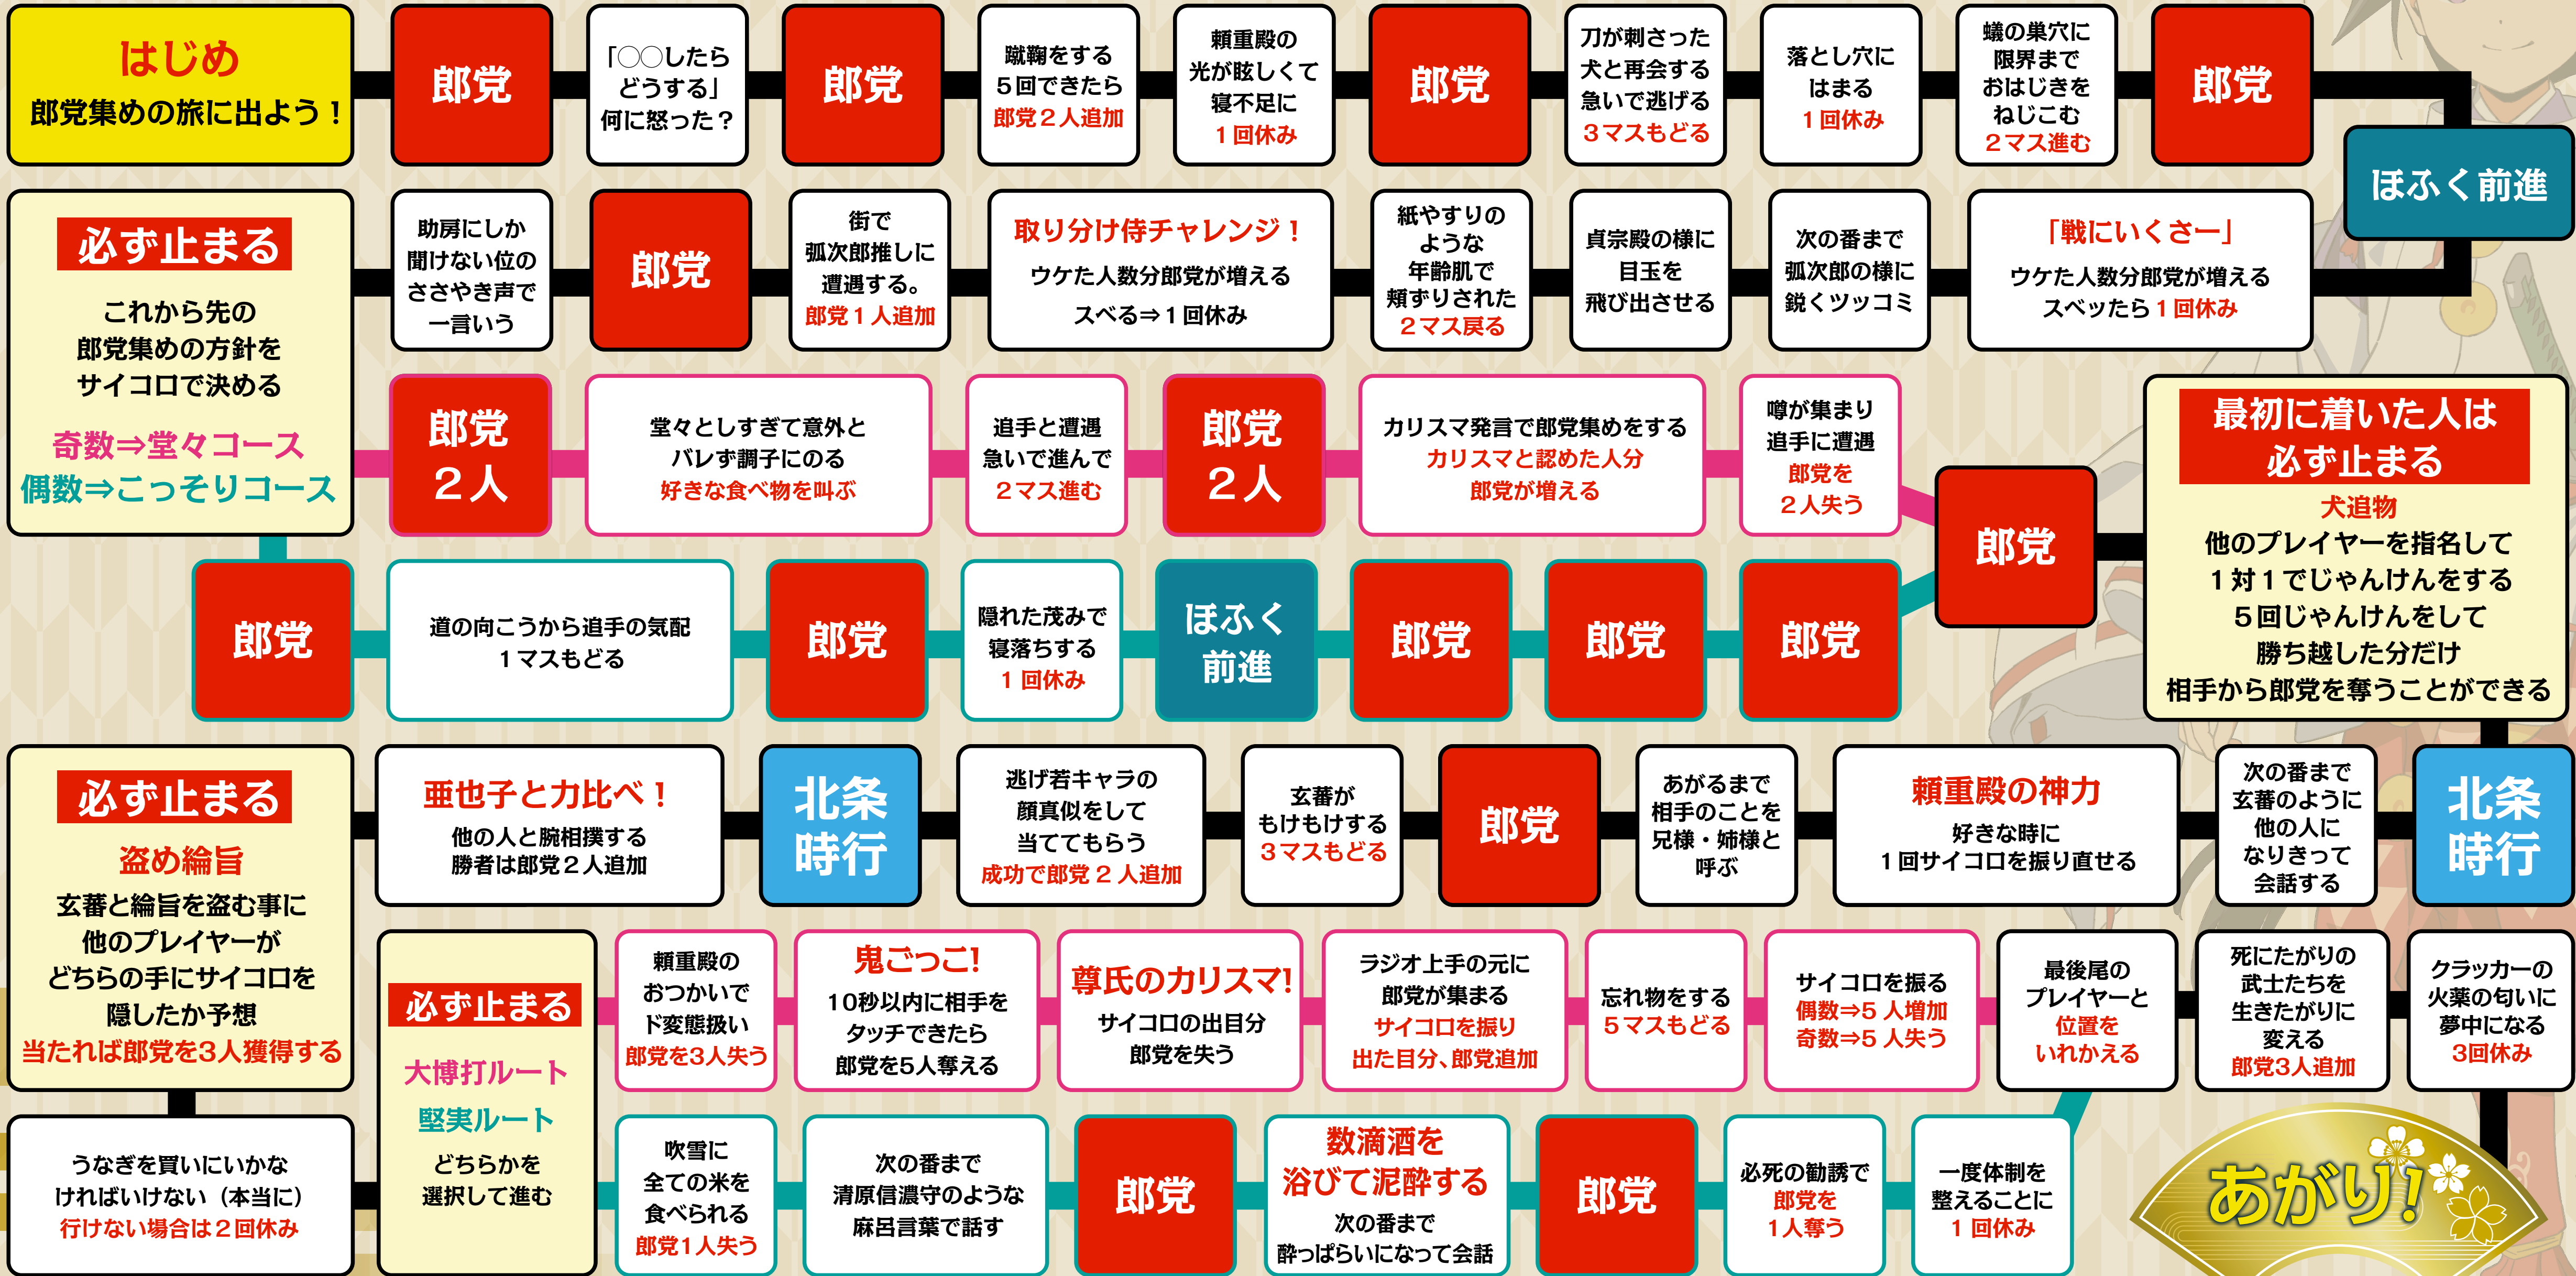 はじめ
郎党集めの旅に出よう！
郎党
「〇〇したら
どうする」
何に怒った？
郎党
蹴鞠をする
５回できたら
郎党２人追加
頼重殿の
光が眩しくて
寝不足に
１回休み
郎党
刀が刺さった
犬と再会する
急いで逃げる
３マスもどる
落とし穴に
はまる
１回休み
蟻の巣穴に
限界まで
おはじきを
ねじこむ
２マス進む
郎党
ほふく前進
「戦にいくさー」
ウケた人数分郎党が増える
スベッたら１回休み
次の番まで
弧次郎の様に
鋭くツッコミ
貞宗殿の様に
目玉を
飛び出させる
紙やすりの
ような
年齢肌で
頬ずりされた
２マス戻る
取り分け侍チャレンジ！
ウケた人数分郎党が増える
スベる⇒１回休み
街で
弧次郎推しに
遭遇する。
郎党１人追加
郎党
助房にしか
聞けない位の
ささやき声で
一言いう
必ず止まる
これから先の
郎党集めの方針を
サイコロで決める
奇数⇒堂々コース
偶数⇒こっそりコース
郎党
２人
堂々としすぎて意外と
バレず調子にのる
好きな食べ物を叫ぶ
追手と遭遇
急いで進んで
２マス進む
郎党
２人
カリスマ発言で郎党集めをする
カリスマと認めた人分
郎党が増える
噂が集まり
追手に遭遇
郎党を
２人失う
郎党
道の向こうから追手の気配
１マスもどる
郎党
隠れた茂みで
寝落ちする
１回休み
ほふく
前進
郎党
郎党
郎党
郎党
最初に着いた人は
必ず止まる
犬追物
他のプレイヤーを指名して
１対１でじゃんけんをする
５回じゃんけんをして
勝ち越した分だけ
相手から郎党を奪うことができる
北条
時行
次の番まで
玄蕃のように
他の人に
なりきって
会話する
頼重殿の神力
好きな時に
１回サイコロを振り直せる
あがるまで
相手のことを
兄様・姉様と
呼ぶ
郎党
玄蕃が
もけもけする
３マスもどる
逃げ若キャラの
顔真似をして
当ててもらう
成功で郎党２人追加
北条
時行
亜也子と力比べ！
他の人と腕相撲する
勝者は郎党２人追加
必ず止まる
盗め綸旨
玄蕃と綸旨を盗む事に
他のプレイヤーが
どちらの手にサイコロを
隠したか予想
当たれば郎党を3人獲得する
うなぎを買いにいかな
ければいけない（本当に）
行けない場合は２回休み
必ず止まる
大博打ルート
堅実ルート
どちらかを
選択して進む
頼重殿の
おつかいで
ド変態扱い
郎党を3人失う
鬼ごっこ!
10秒以内に相手を
タッチできたら
郎党を5人奪える
尊氏のカリスマ!
サイコロの出目分
郎党を失う
ラジオ上手の元に
郎党が集まる
サイコロを振り
出た目分、郎党追加
忘れ物をする
５マスもどる
サイコロを振る
偶数⇒5 人増加
奇数⇒5 人失う
吹雪に
全ての米を
食べられる
郎党1人失う
次の番まで
清原信濃守のような
麻呂言葉で話す
郎党
数滴酒を
浴びて泥酔する
次の番まで
酔っぱらいになって会話
郎党
必死の勧誘で
郎党を
1人奪う
一度体制を
整えることに
１回休み
最後尾の
プレイヤーと
位置を
いれかえる
死にたがりの
武士たちを
生きたがりに
変える
郎党3人追加
クラッカーの
火薬の匂いに
夢中になる
3回休み
あがり!